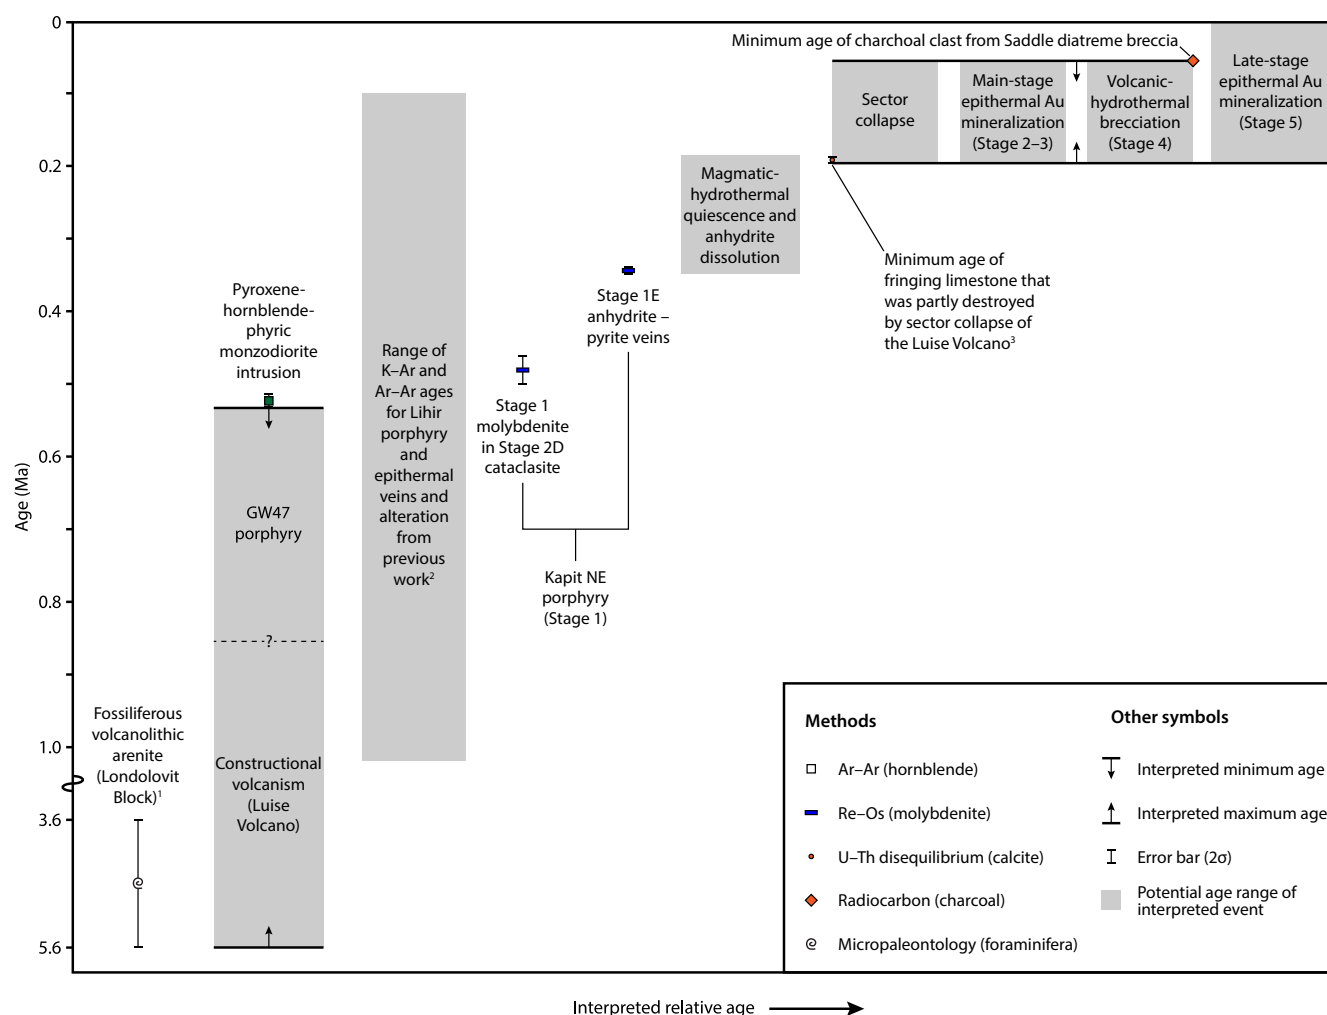 0
0.2
0.4
0.6
0.8
1.0
3.6
5.6
Age (Ma)
Fossiliferous
volcanolithic
arenite
(Londolovit
Block)¹
Pyroxene-
hornblende-
phyric
monzodiorite
intrusion
GW47
porphyry
?
Constructional
volcanism
(Luise
Volcano)
Range of
K–Ar and
Ar–Ar ages
for Lihir
porphyry
and
epithermal
veins and
alteration
from
previous
work²
Stage 1
molybdenite
in Stage 2D
cataclasite
Stage 1E
anhydrite –
pyrite veins
Kapit NE
porphyry
(Stage 1)
Magmatic-
hydrothermal
quiescence and
anhydrite
dissolution
Minimum age of charchoal clast from Saddle diatreme breccia
Sector
collapse
Main-stage
epithermal Au
mineralization
(Stage 2–3)
Volcanic-
hydrothermal
brecciation
(Stage 4)
Late-stage
epithermal Au
mineralization
(Stage 5)
Minimum age of
fringing limestone that
was partly destroyed
by sector collapse of
the Luise Volcano³
Methods
Ar–Ar (hornblende)
Re–Os (molybdenite)
U–Th disequilibrium (calcite)
Radiocarbon (charcoal)
Micropaleontology (foraminifera)
Other symbols
Interpreted minimum age
Interpreted maximum age
Error bar (2σ)
Potential age range of
interpreted event
Interpreted relative age